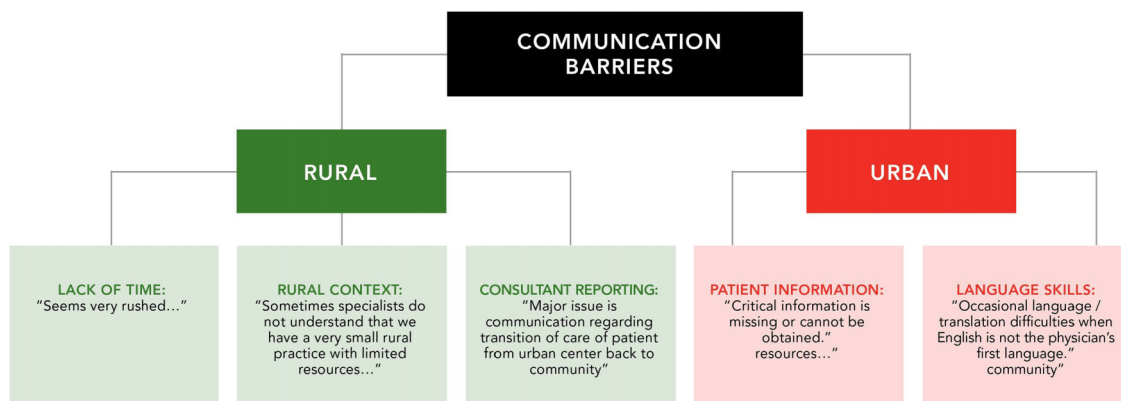 COMMUNICATION
BARRIERS
RURAL
URBAN
LACK OF TIME:
“Seems very rushed...”
RURAL CONTEXT:
“Sometimes specialists do
not understand that we
have a very small rural
practice with limited
resources...”
CONSULTANT REPORTING:
“Major issue is
communication regarding
transition of care of patient
from urban center back to
community”
PATIENT INFORMATION:
“Critical information is
missing or cannot be
obtained.”
resources...”
LANGUAGE SKILLS:
“Occasional language /
translation difficulties when
English is not the physician’s
first language.”
community”